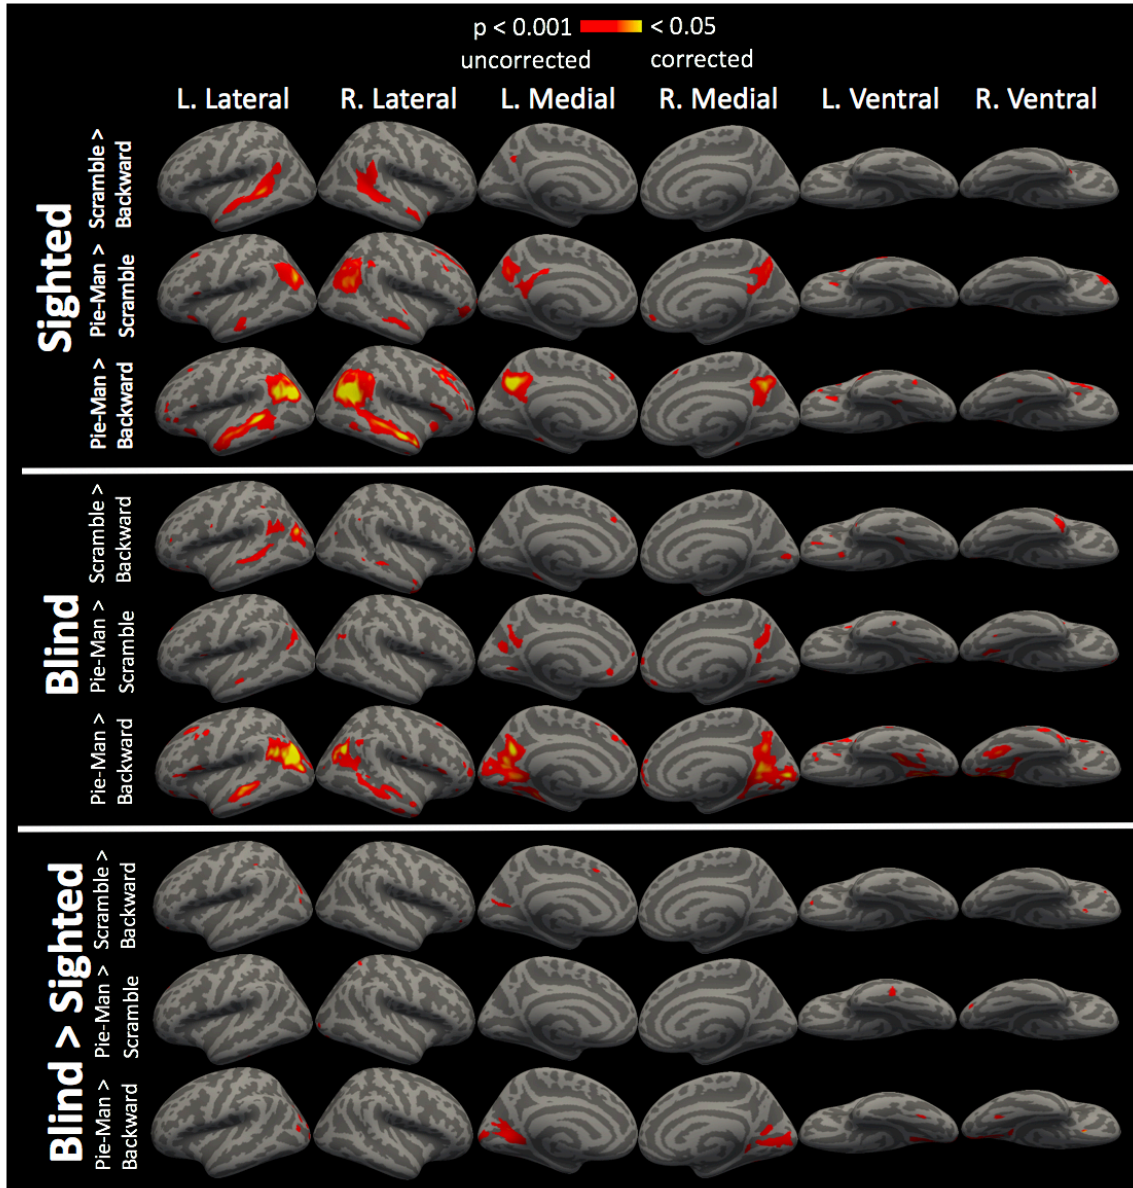 p < 0.001 < 0.05
uncorrected corrected
L. Lateral R. Lateral L. Medial R. Medial L. Ventral R. Ventral
Sighted
Scramble >
Backward
Pie-Man >
Scramble
Pie-Man >
Backward
Blind
Scramble >
Backward
Pie-Man >
Scramble
Pie-Man >
Backward
Blind > Sighted
Scramble >
Backward
Pie-Man >
Scramble
Pie-Man >
Backward